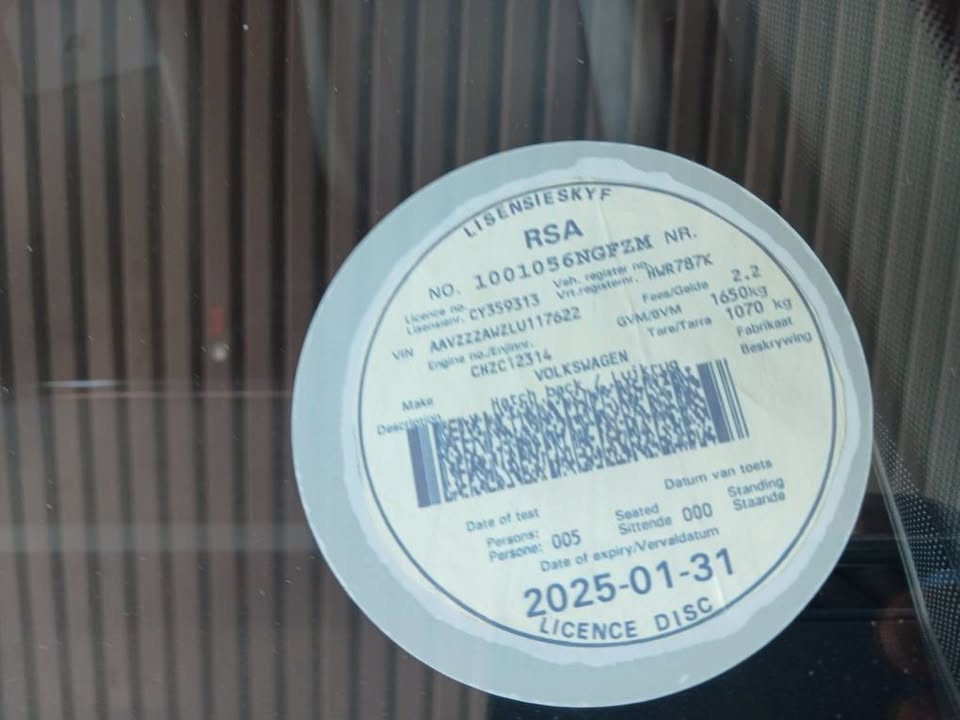 LISENSIESKYF
RSA
NO. 1001056NGFZM NR.
Licence no. Lisensienr. CY359313 Veh. register no. Vrt.registernr. HWR787K
VIN AAVZZZAWZLU117622 Fees/Gelde 2.2
Engine no./Enjinnr. CHZC12314 GVM/BVM 1650kg
Tare/Tarra 1070 kg
Make VOLKSWAGEN Fabrikaat
Description Hatch back / Luikrug Beskrywing
Date of test Datum van toets
Persons: Persone: 005 Seated Sittende 000 Standing Staande
Date of expiry/Vervaldatum
2025-01-31
LICENCE DISC